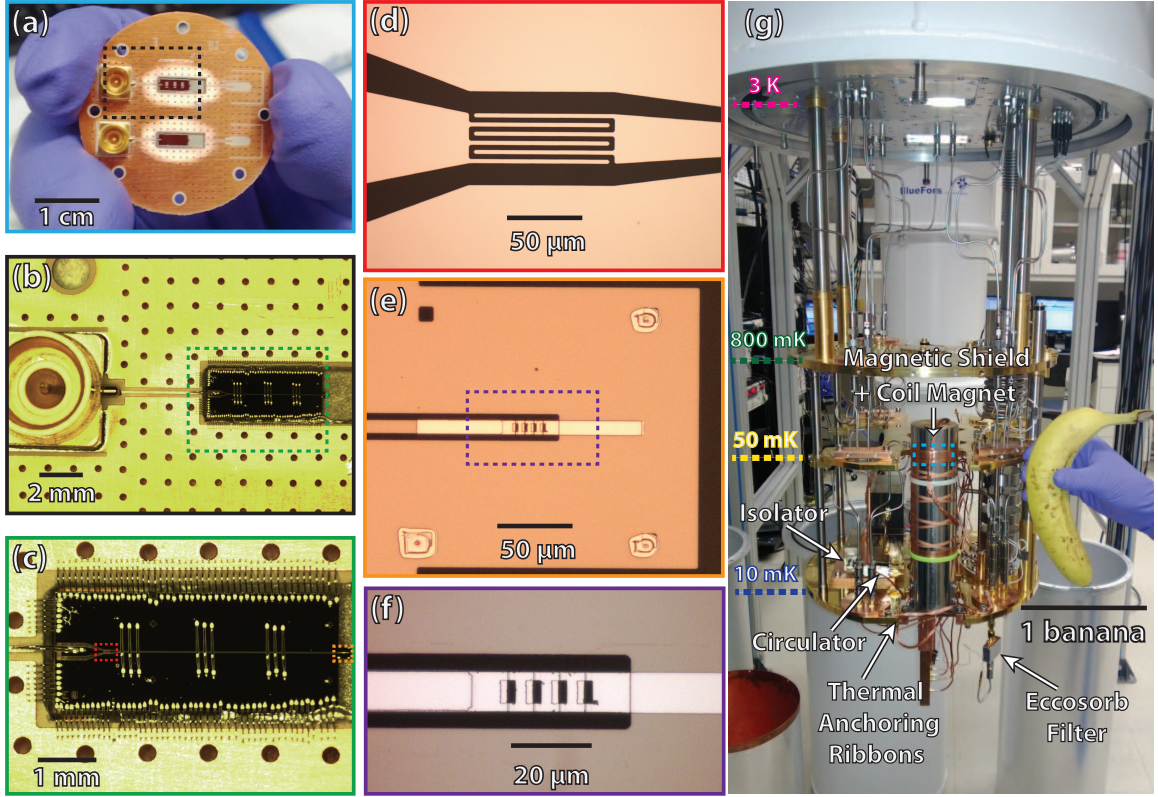 (a)
1 cm
(b)
2 mm
(c)
1 mm
(d)
50 μm
(e)
50 μm
(f)
20 μm
(g)
3 K
BlueFors
800 mK
Magnetic Shield
+ Coil Magnet
50 mK
Isolator
10 mK
Circulator
1 banana
Thermal
Anchoring
Ribbons
Eccosorb
Filter